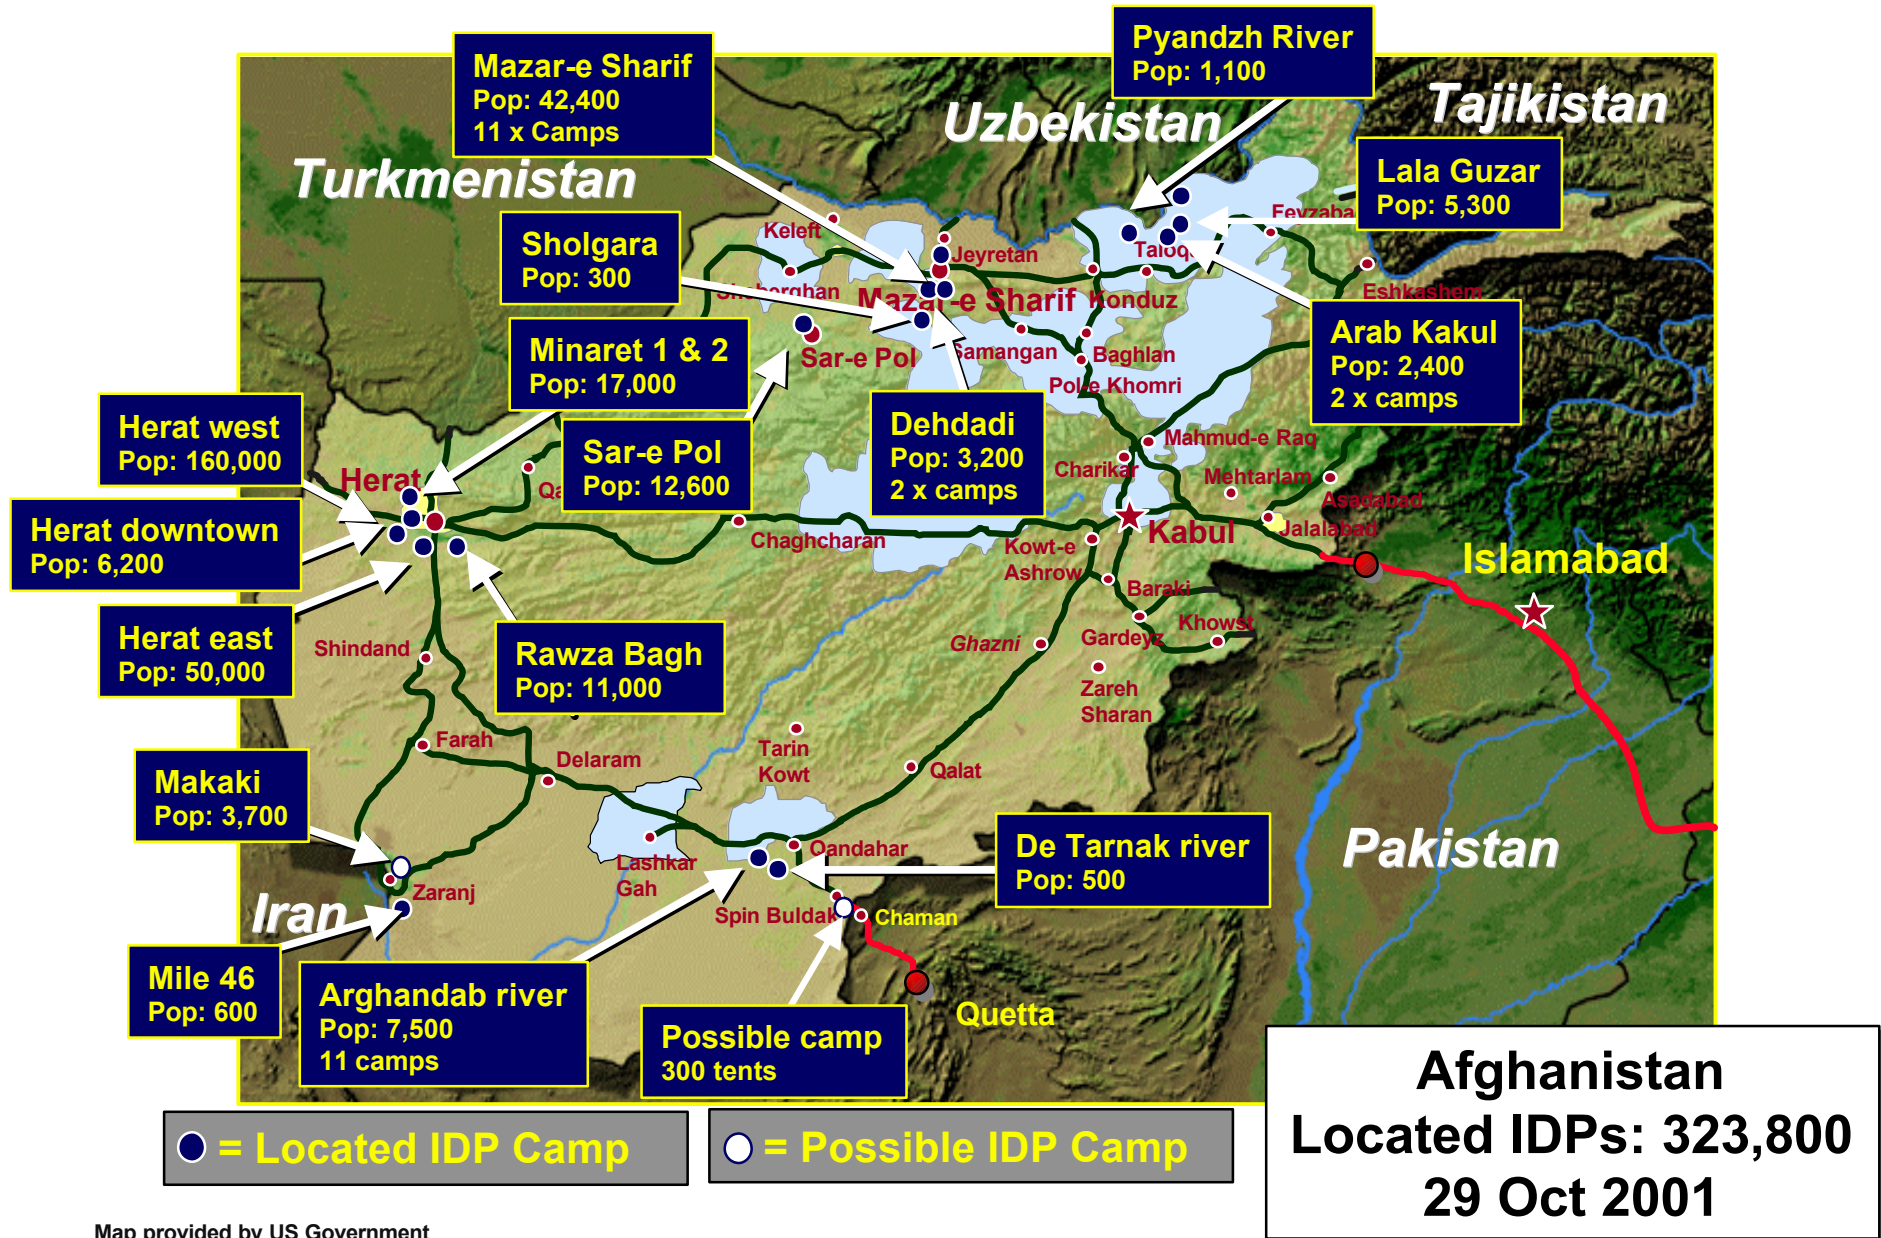 Pyandzh River
Pop: 1,100
Mazar-e Sharif
Pop: 42,400
11 x Camps
Uzbekistan
Tajikistan
Turkmenistan
Lala Guzar
Pop: 5,300
Sholgara
Pop: 300
Keleft
Jeyretan
Mazar-e Sharif
Konduz
Eshkashem
Arab Kakul
Pop: 2,400
2 x camps
Minaret 1 & 2
Pop: 17,000
Sar-e Pol
Samangan
Baghlan
Pol-e Khomri
Herat west
Pop: 160,000
Sar-e Pol
Pop: 12,600
Dehdadi
Pop: 3,200
2 x camps
Mahmud-e Raq
Charikar
Mehtarlam
Asadabad
Herat
Herat downtown
Pop: 6,200
Chaghcharan
Kabul
Jalalabad
Kowt-e
Ashrow
Islamabad
Baraki
Herat east
Pop: 50,000
Shindand
Rawza Bagh
Pop: 11,000
Ghazni
Gardeyz
Khowst
Zareh
Sharan
Farah
Delaram
Tarin
Kowt
Qalat
Makaki
Pop: 3,700
Qandahar
De Tarnak river
Pop: 500
Pakistan
Lashkar
Gah
Zaranj
Iran
Spin Buldak
Chaman
Mile 46
Pop: 600
Arghandab river
Pop: 7,500
11 camps
Possible camp
300 tents
Quetta
Afghanistan
Located IDPs: 323,800
29 Oct 2001
= Located IDP Camp
= Possible IDP Camp
Map provided by US Government